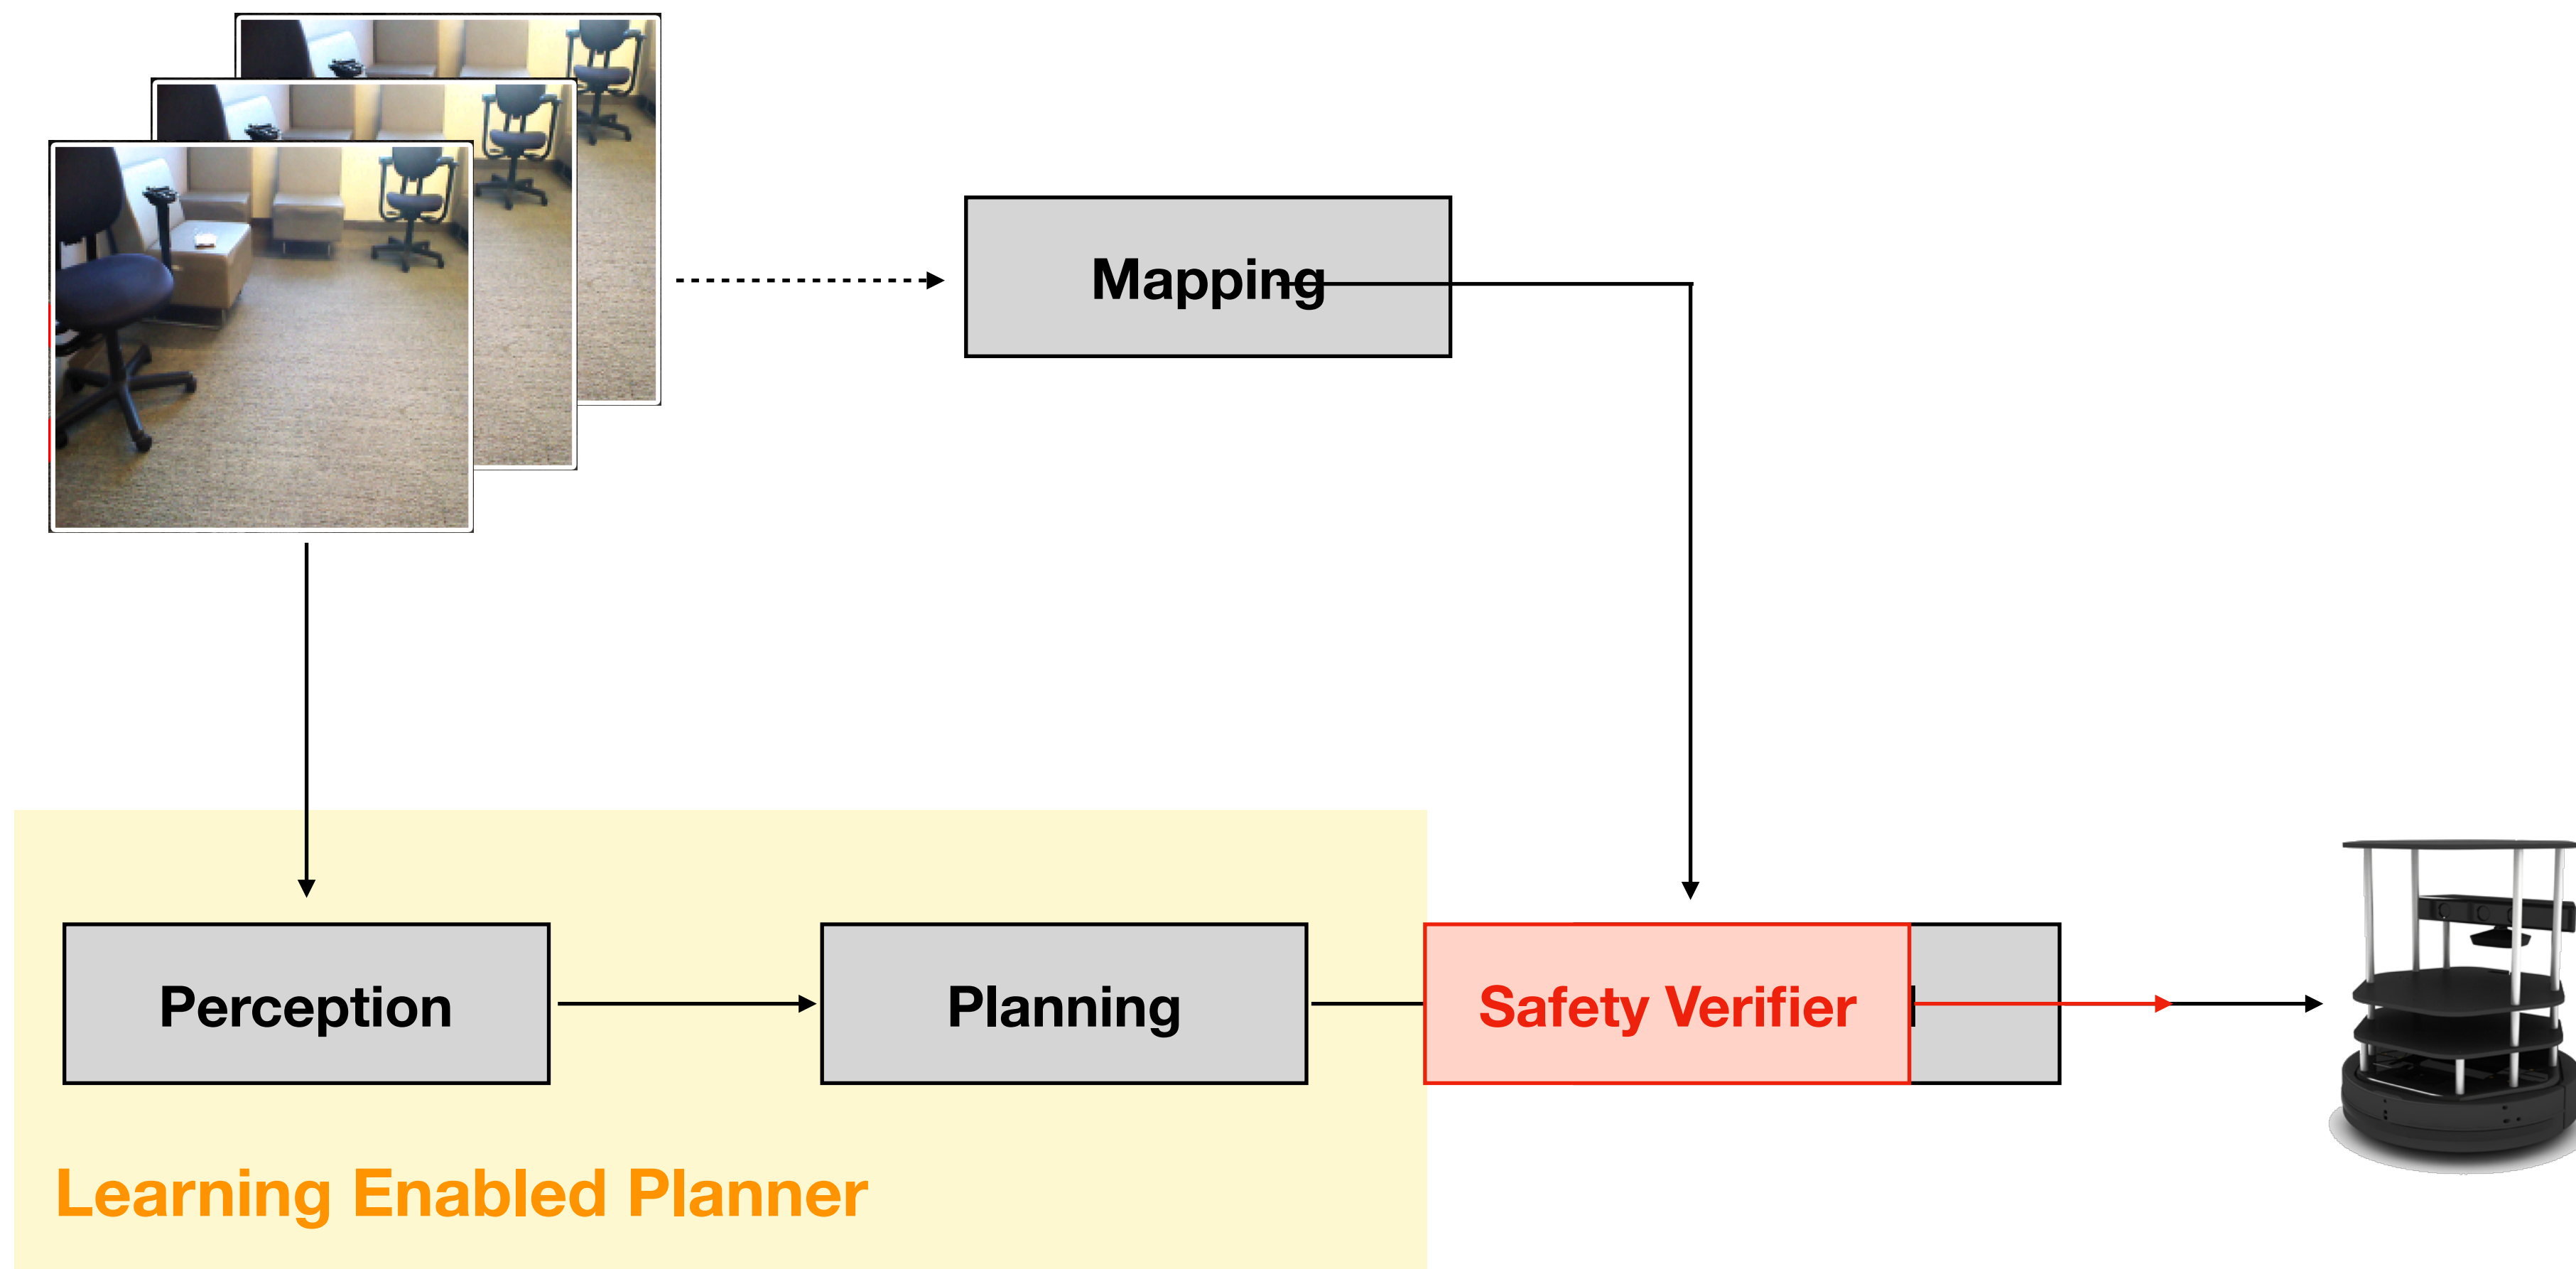 Mapping
Perception
Planning
Safety Verifier
Learning Enabled Planner